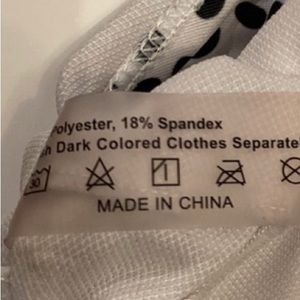 Polyester, 18% Spandex
Dark Colored Clothes Separate
30
MADE IN CHINA